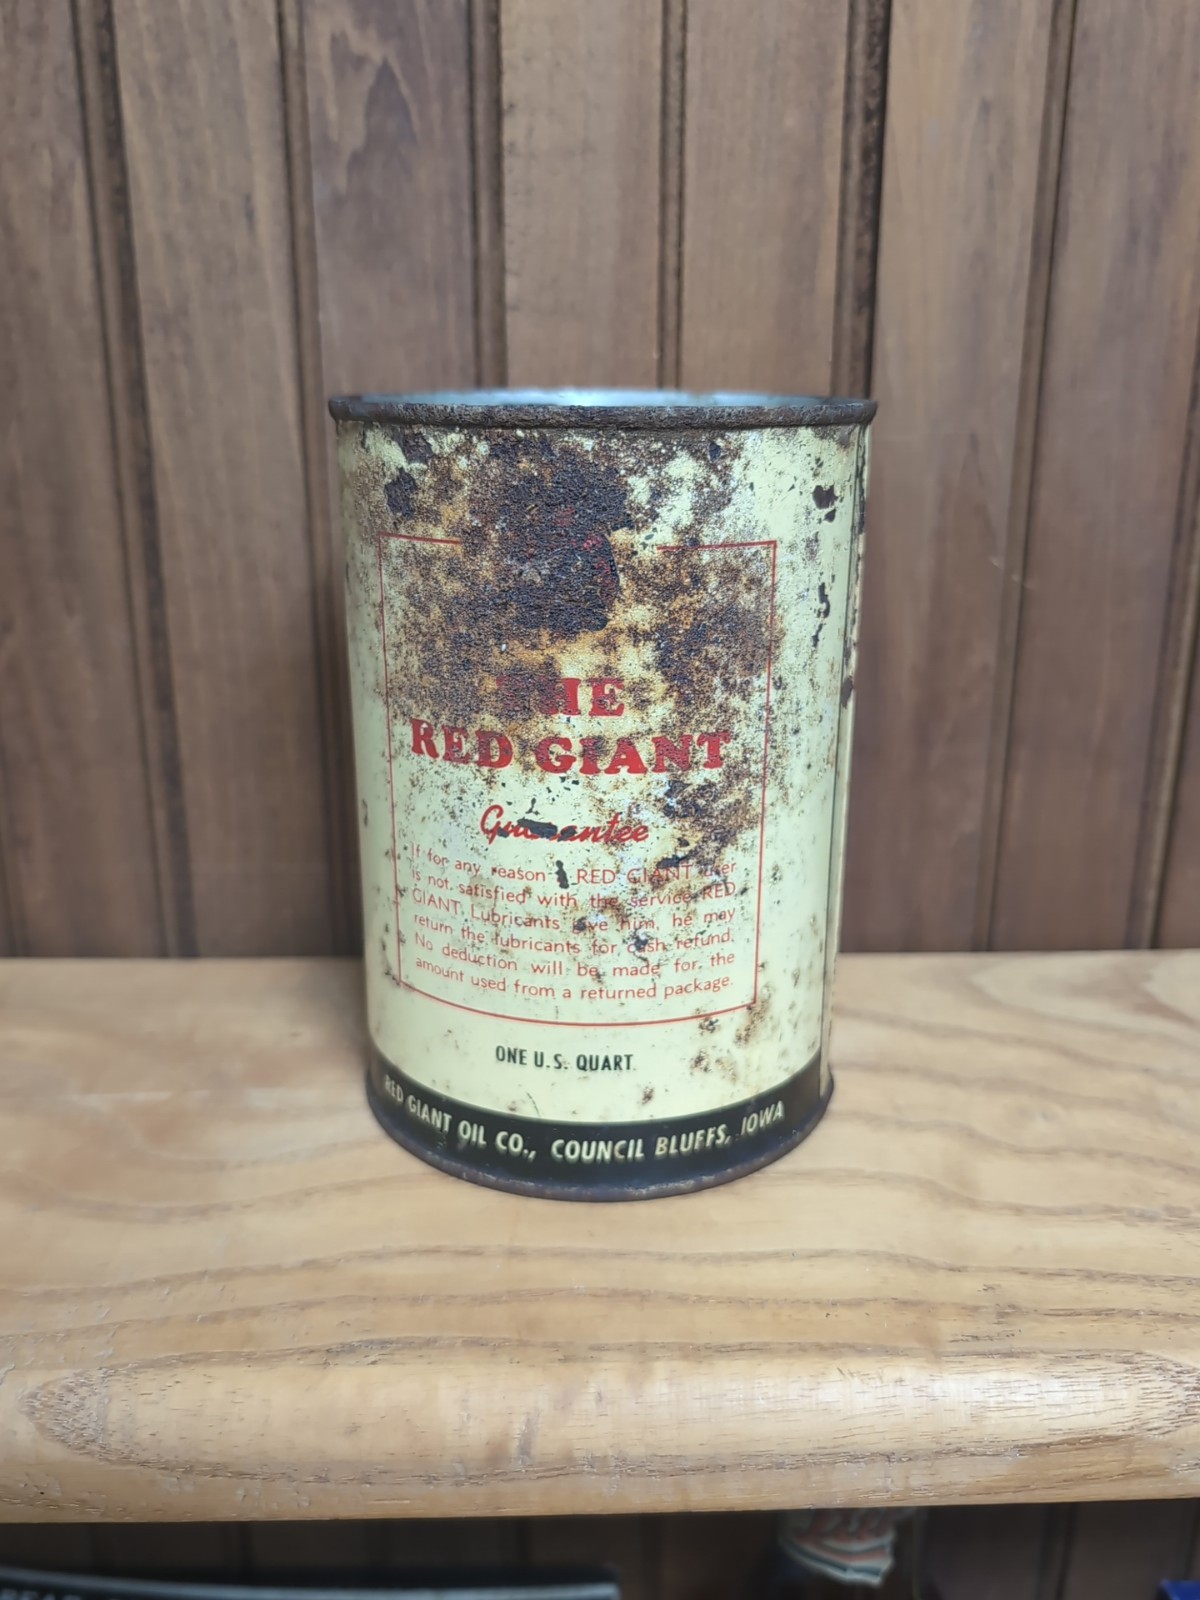 THE
RED GIANT
Guarantee
If for any reason a RED GIANT user
is not satisfied with the service RED
GIANT Lubricants give him, he may
return the lubricants for cash refund.
No deduction will be made for the
amount used from a returned package.
ONE U.S. QUART
RED GIANT OIL CO., COUNCIL BLUFFS, IOWA